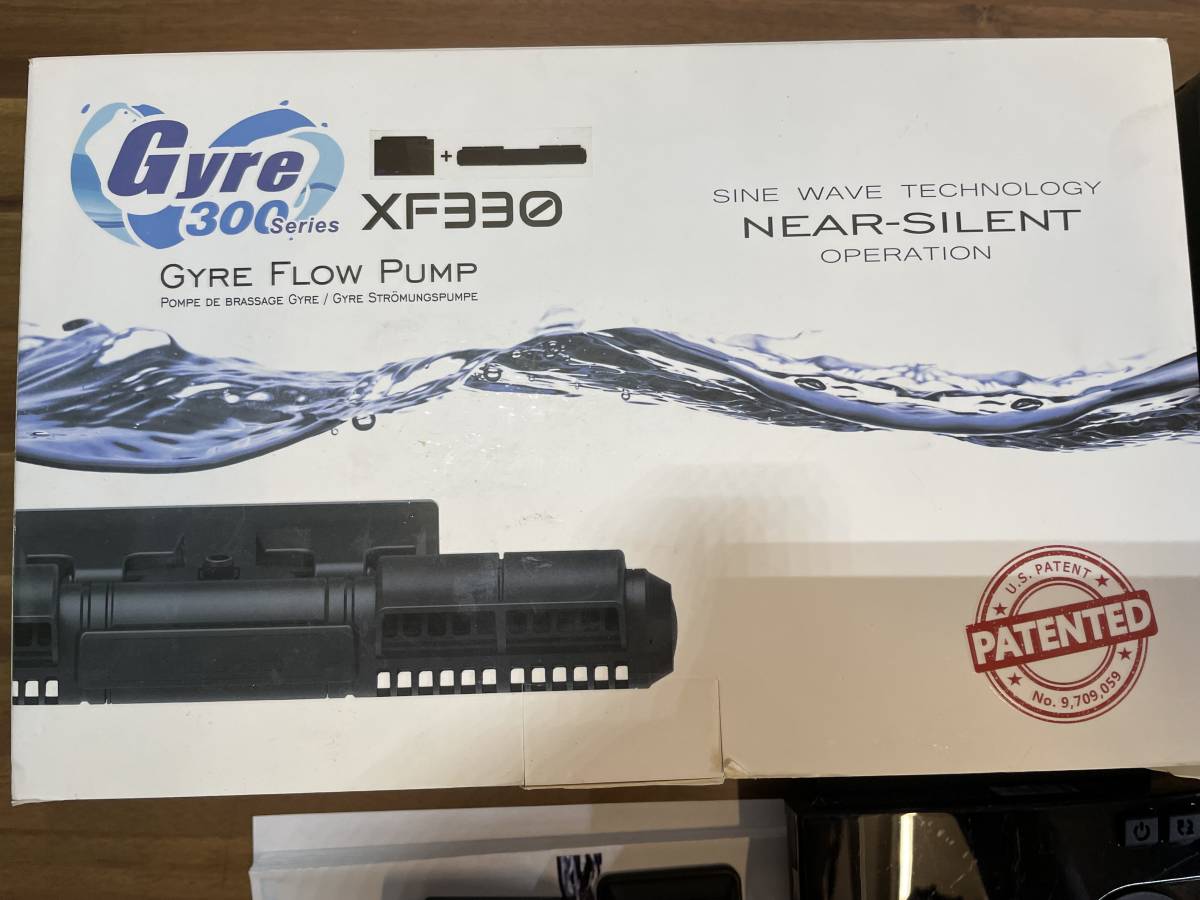 Gyre
300 Series
+
XF330
GYRE FLOW PUMP
POMPE DE BRASSAGE GYRE / GYRE STRÖMUNGSPUMPE
SINE WAVE TECHNOLOGY
NEAR-SILENT
OPERATION
U.S. PATENT
PATENTED
No. 9,709,059